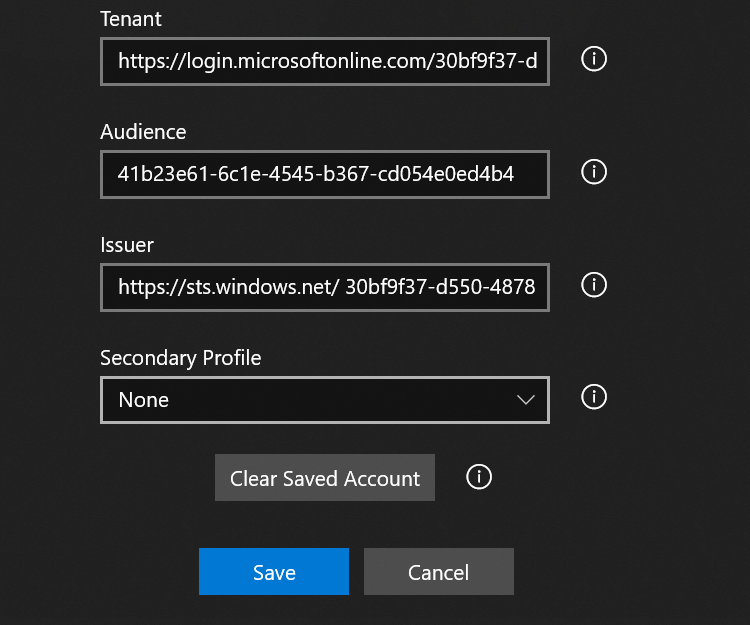 Tenant
https://login.microsoftonline.com/30bf9f37-d
Audience
41b23e61-6c1e-4545-b367-cd054e0ed4b4
Issuer
https://sts.windows.net/ 30bf9f37-d550-4878
Secondary Profile
None
Clear Saved Account
Save
Cancel